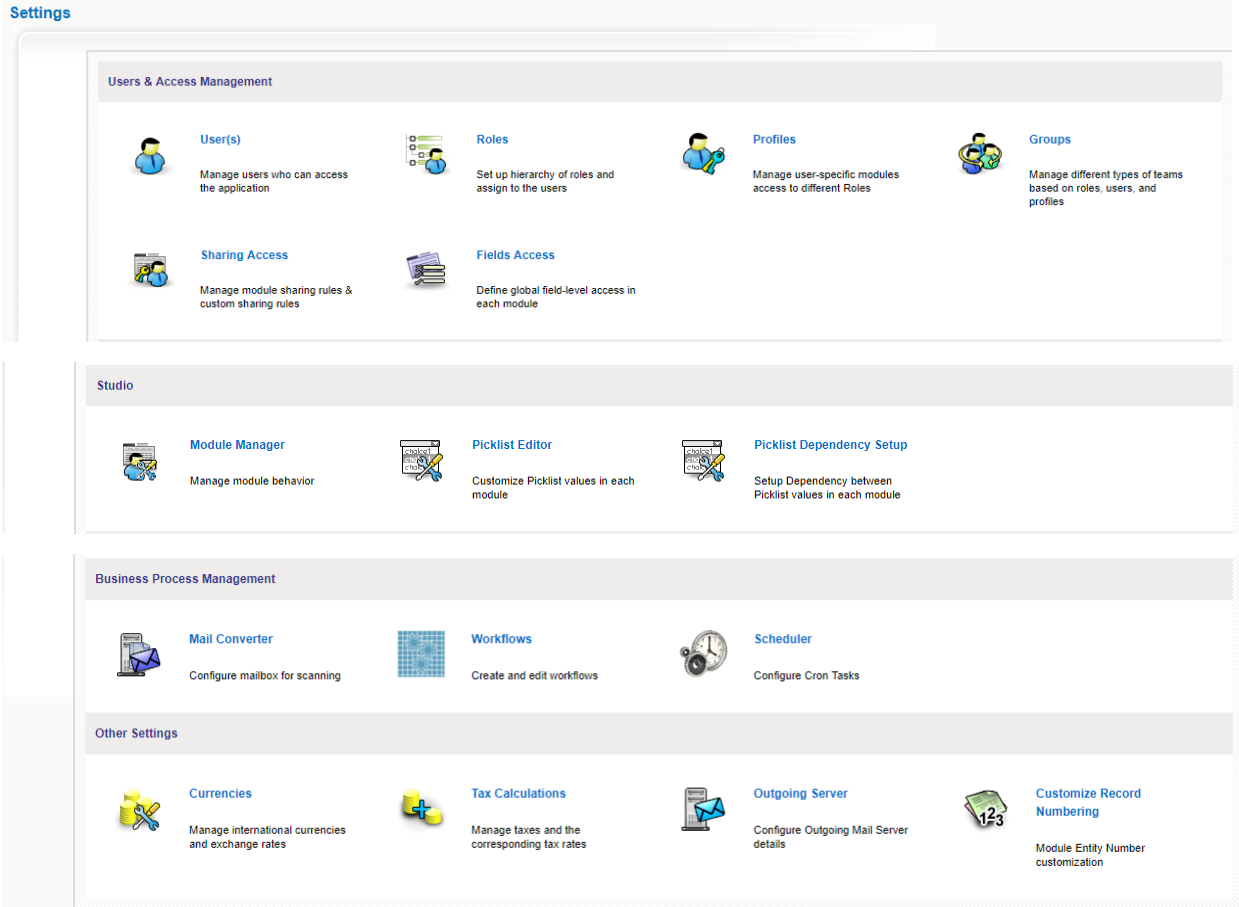 Settings
Users & Access Management
User(s)
Manage users who can access
the application
Roles
Set up hierarchy of roles and
assign to the users
Profiles
Manage user-specific modules
access to different Roles
Groups
Manage different types of teams
based on roles, users, and
profiles
Sharing Access
Manage module sharing rules &
custom sharing rules
Fields Access
Define global field-level access in
each module
Studio
Module Manager
Manage module behavior
Picklist Editor
Customize Picklist values in each
module
Picklist Dependency Setup
Setup Dependency between
Picklist values in each module
Business Process Management
Mail Converter
Configure mailbox for scanning
Workflows
Create and edit workflows
Scheduler
Configure Cron Tasks
Other Settings
Currencies
Manage international currencies
and exchange rates
Tax Calculations
Manage taxes and the
corresponding tax rates
Outgoing Server
Configure Outgoing Mail Server
details
123
Customize Record
Numbering
Module Entity Number
customization